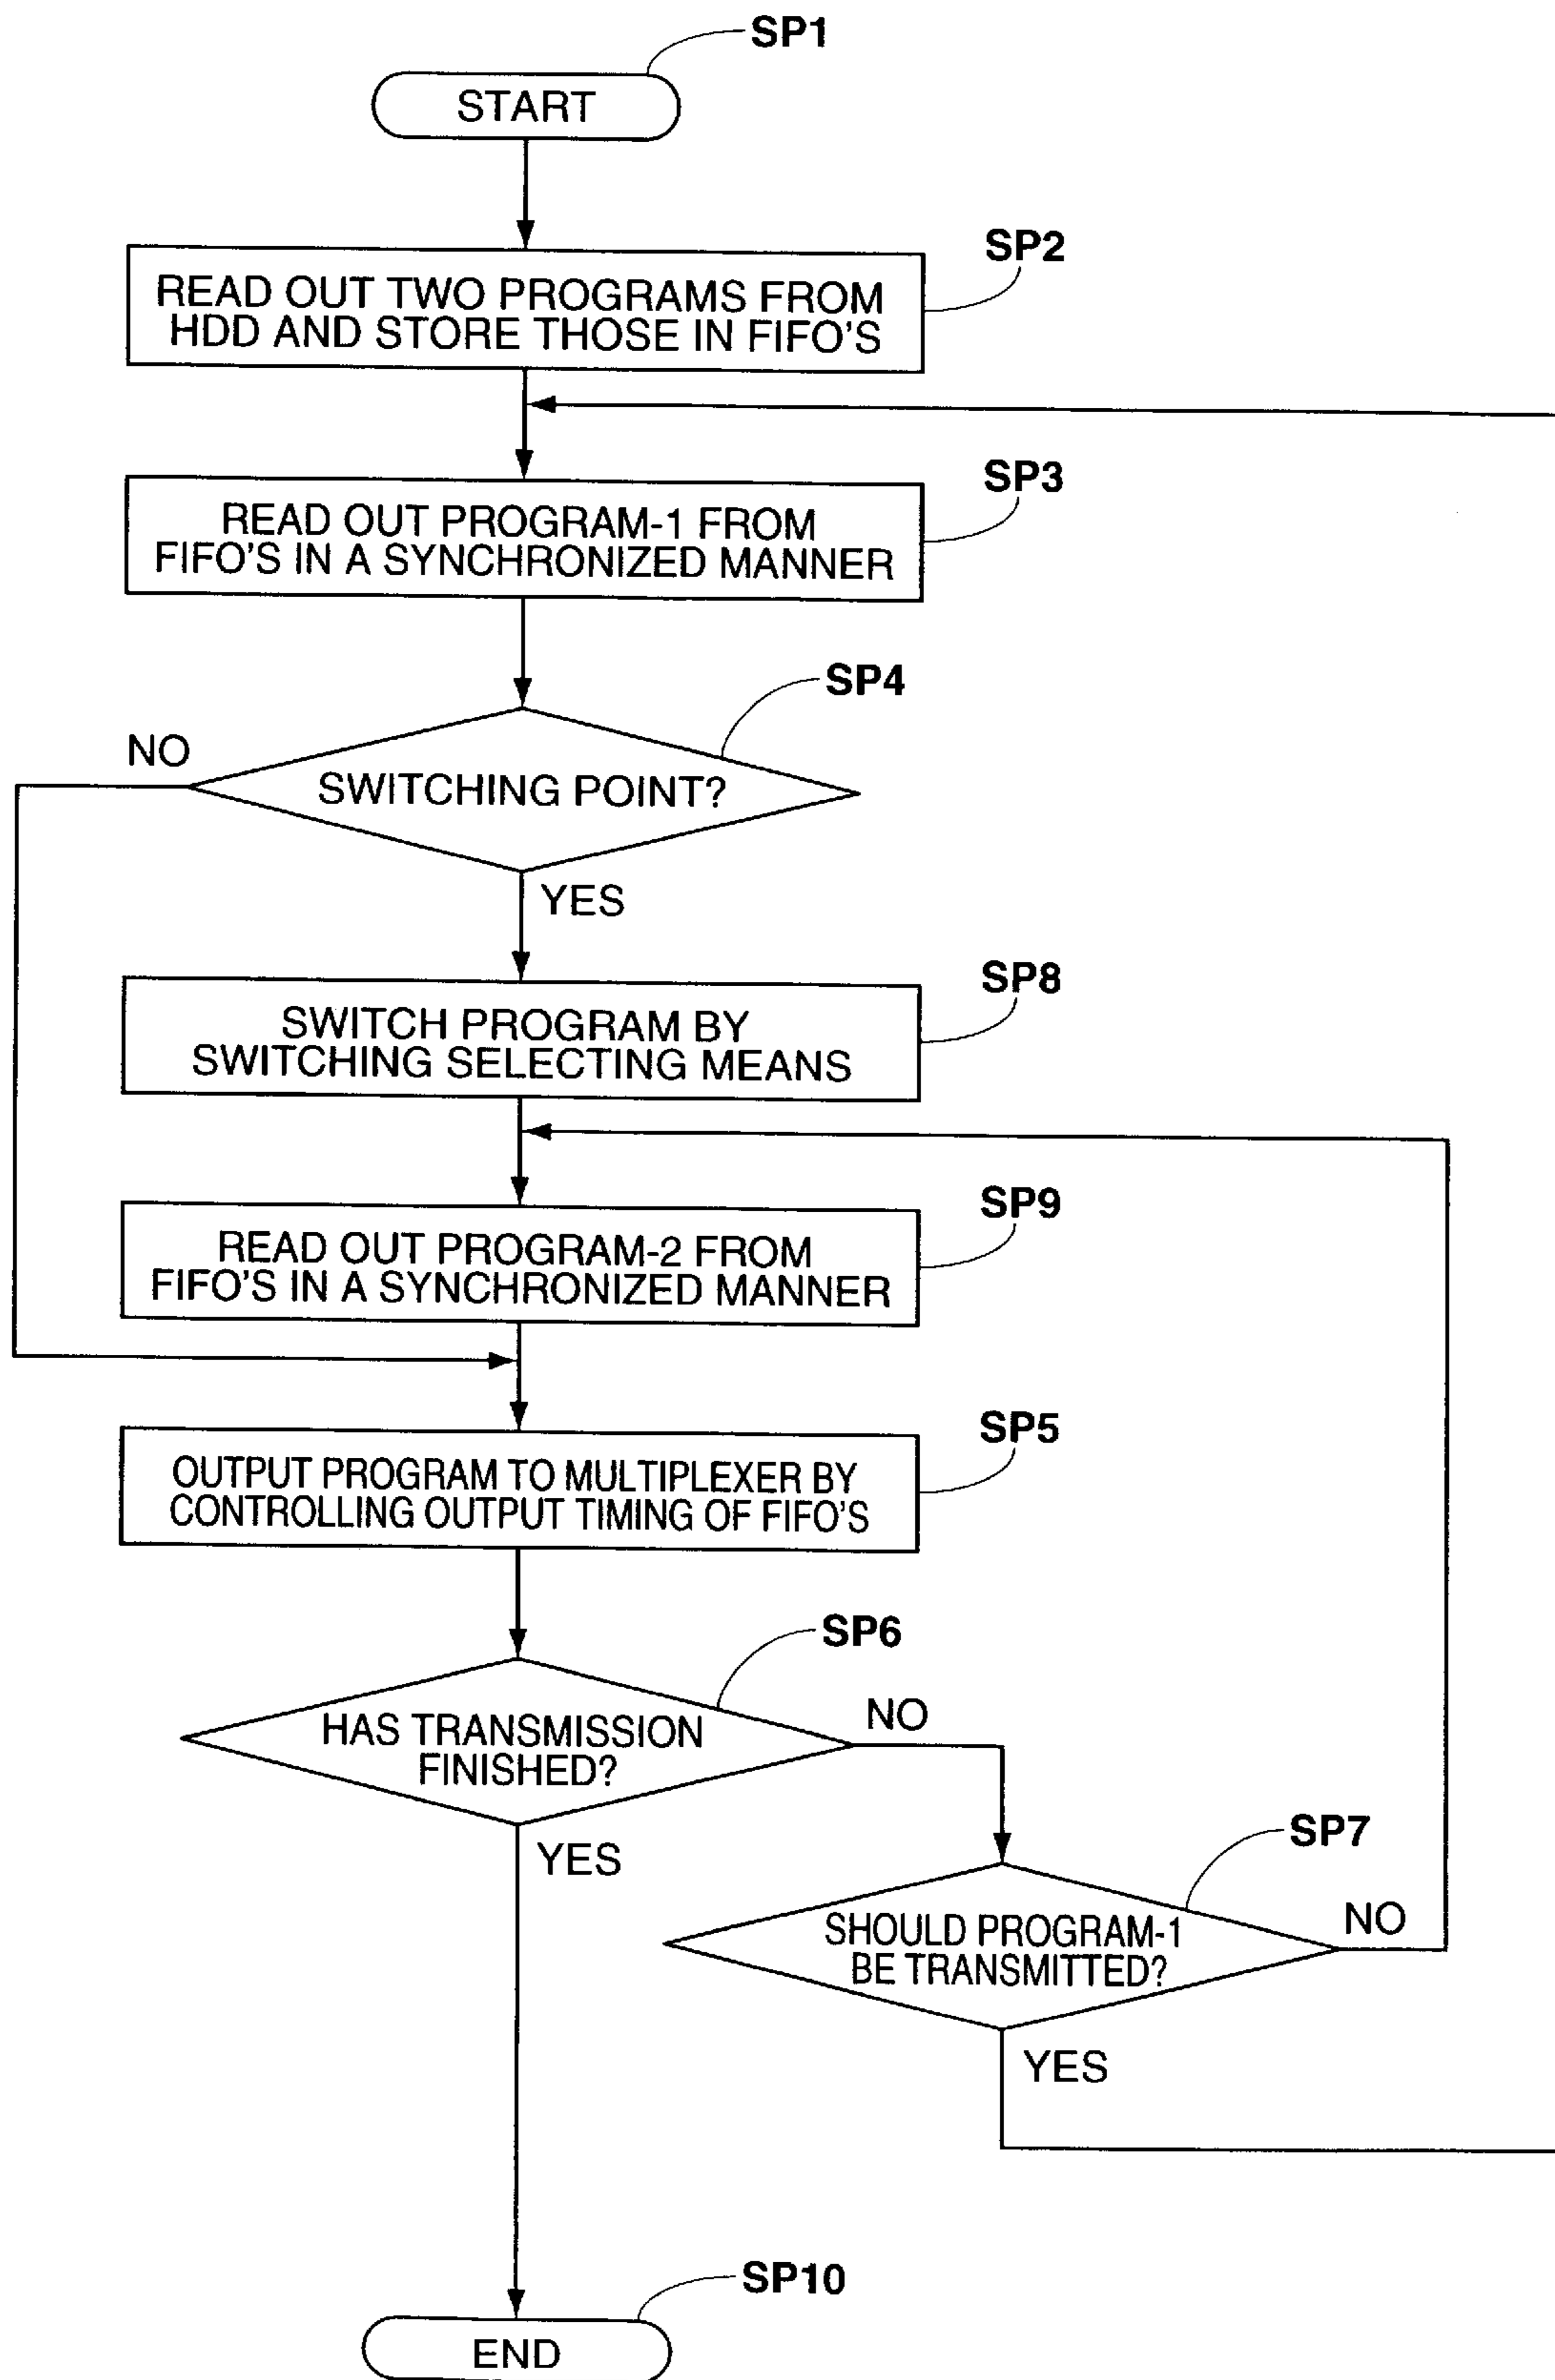 SP1
START
SP2
READ OUT TWO PROGRAMS FROM
HDD AND STORE THOSE IN FIFO'S
SP3
READ OUT PROGRAM-1 FROM
FIFO'S IN A SYNCHRONIZED MANNER
SP4
NO
SWITCHING POINT?
YES
SP8
SWITCH PROGRAM BY
SWITCHING SELECTING MEANS
SP9
READ OUT PROGRAM-2 FROM
FIFO'S IN A SYNCHRONIZED MANNER
SP5
OUTPUT PROGRAM TO MULTIPLEXER BY
CONTROLLING OUTPUT TIMING OF FIFO'S
SP6
NO
HAS TRANSMISSION
FINISHED?
YES
SP7
NO
SHOULD PROGRAM-1
BE TRANSMITTED?
YES
SP10
END